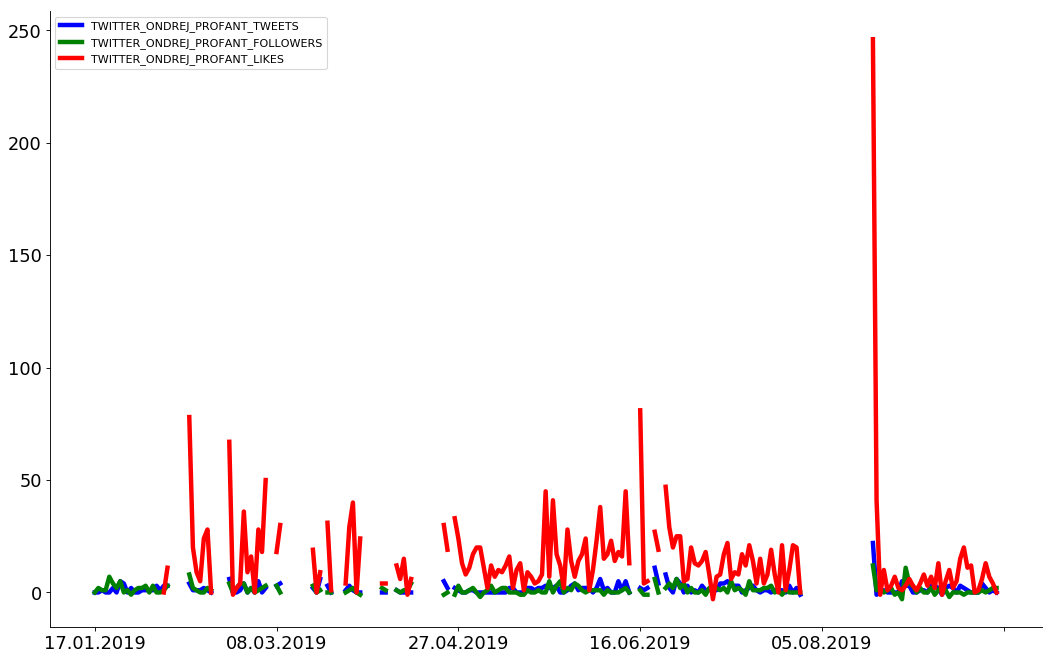 TWITTER_ONDREJ_PROFANT_TWEETS
TWITTER_ONDREJ_PROFANT_FOLLOWERS
TWITTER_ONDREJ_PROFANT_LIKES
250
200
150
100
50
0
17.01.2019 08.03.2019 27.04.2019 16.06.2019 05.08.2019